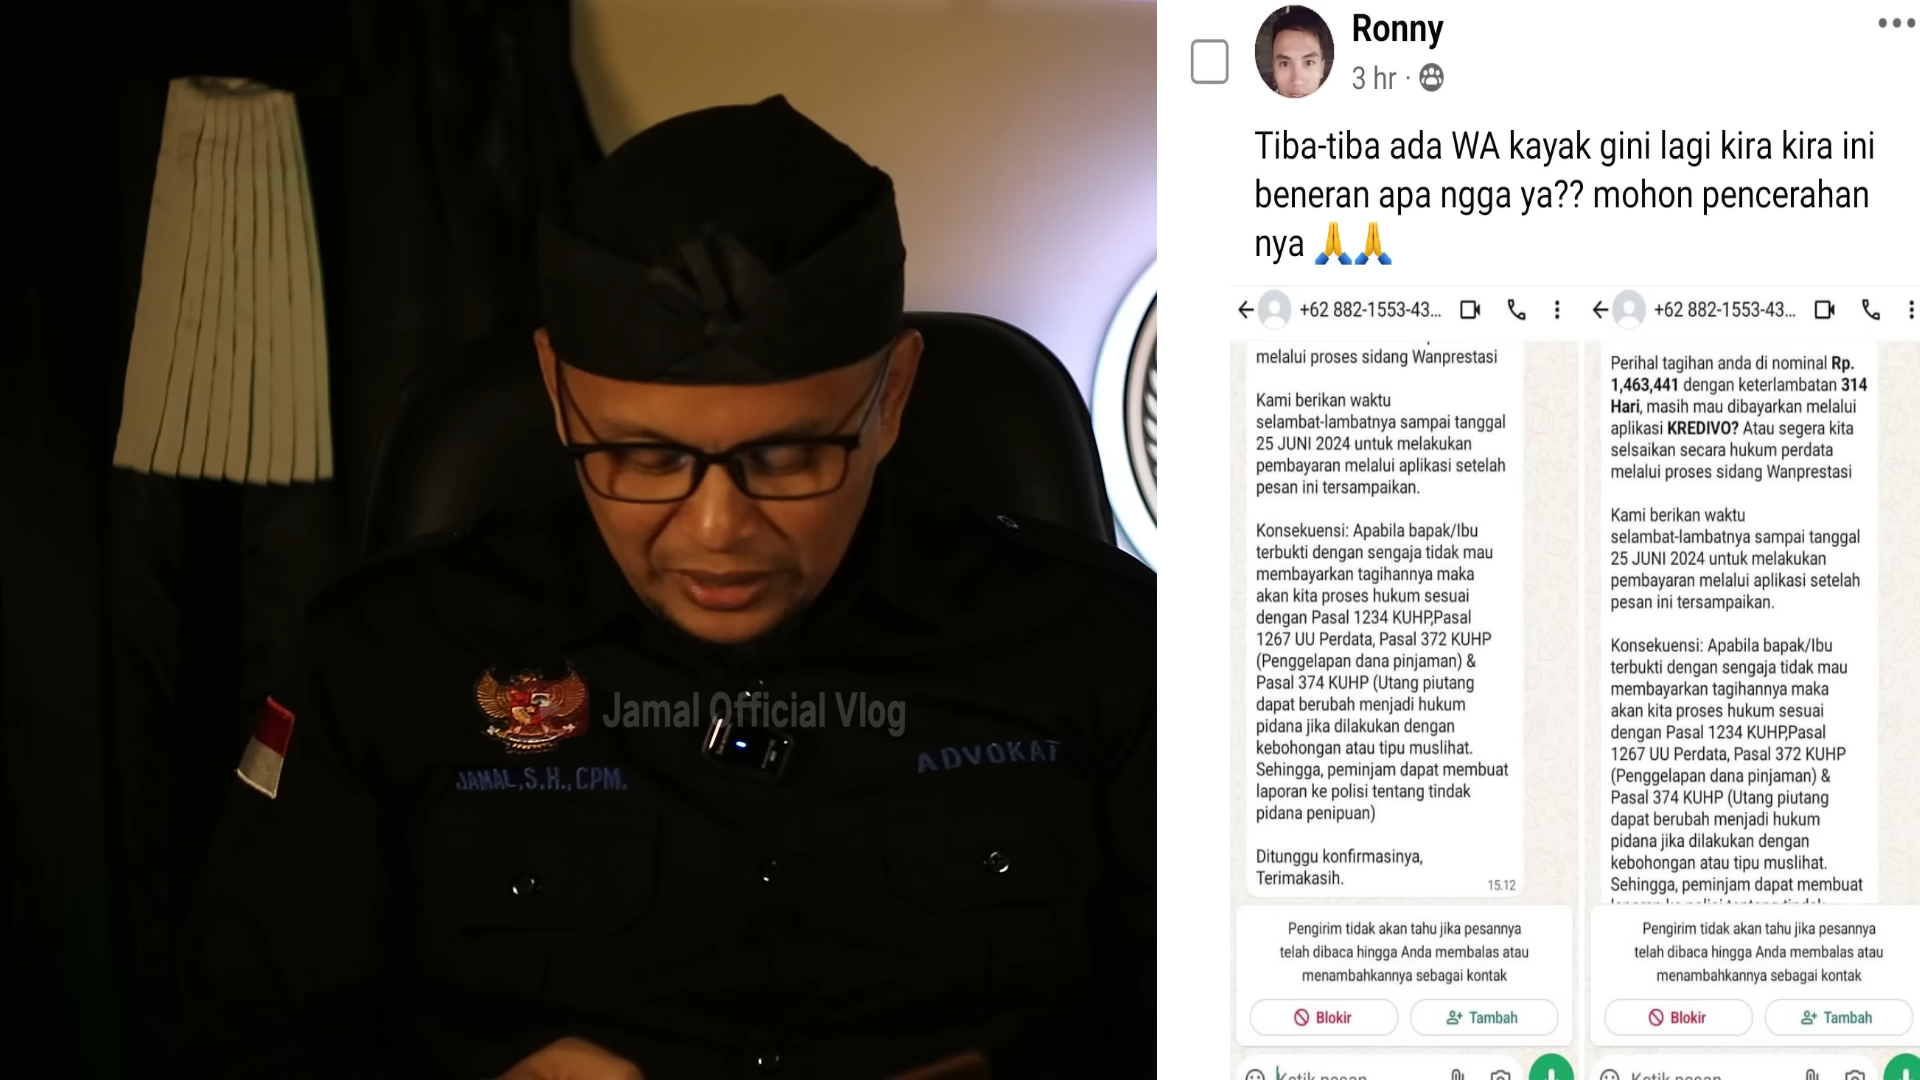 Jamal Official Vlog
JAMAL,S.H.,CPM.
ADVOKAT
Ronny
3 hr ·
Tiba-tiba ada WA kayak gini lagi kira kira ini
beneran apa ngga ya?? mohon pencerahan
nya 🙏🙏
+62 882-1553-43...
melalui proses sidang Wanprestasi
Kami berikan waktu
selambat-lambatnya sampai tanggal
25 JUNI 2024 untuk melakukan
pembayaran melalui aplikasi setelah
pesan ini tersampaikan.
Konsekuensi: Apabila bapak/Ibu
terbukti dengan sengaja tidak mau
membayarkan tagihannya maka
akan kita proses hukum sesuai
dengan Pasal 1234 KUHP,Pasal
1267 UU Perdata, Pasal 372 KUHP
(Penggelapan dana pinjaman) &
Pasal 374 KUHP (Utang piutang
dapat berubah menjadi hukum
pidana jika dilakukan dengan
kebohongan atau tipu muslihat.
Sehingga, peminjam dapat membuat
laporan ke polisi tentang tindak
pidana penipuan)
Ditunggu konfirmasinya,
Terimakasih.
15.12
Pengirim tidak akan tahu jika pesannya
telah dibaca hingga Anda membalas atau
menambahkannya sebagai kontak
Blokir
Tambah
Ketik pesan
+62 882-1553-43...
Perihal tagihan anda di nominal Rp.
1,463,441 dengan keterlambatan 314
Hari, masih mau dibayarkan melalui
aplikasi KREDIVO? Atau segera kita
selsaikan secara hukum perdata
melalui proses sidang Wanprestasi
Kami berikan waktu
selambat-lambatnya sampai tanggal
25 JUNI 2024 untuk melakukan
pembayaran melalui aplikasi setelah
pesan ini tersampaikan.
Konsekuensi: Apabila bapak/Ibu
terbukti dengan sengaja tidak mau
membayarkan tagihannya maka
akan kita proses hukum sesuai
dengan Pasal 1234 KUHP,Pasal
1267 UU Perdata, Pasal 372 KUHP
(Penggelapan dana pinjaman) &
Pasal 374 KUHP (Utang piutang
dapat berubah menjadi hukum
pidana jika dilakukan dengan
kebohongan atau tipu muslihat.
Sehingga, peminjam dapat membuat
laporan ke polisi tentang tindak
Pengirim tidak akan tahu jika pesannya
telah dibaca hingga Anda membalas atau
menambahkannya sebagai kontak
Blokir
Tambah
Ketik pesan